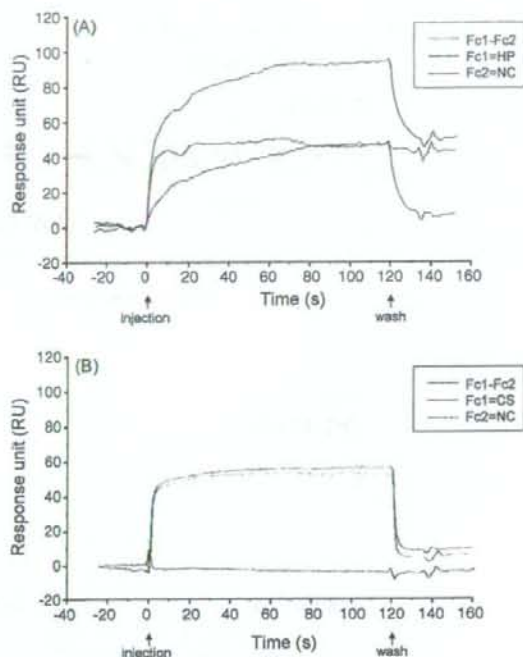 (A)
Fc1-Fc2
Fc1=HP
Fc2=NC
Response unit (RU)
120
100
80
60
40
20
0
-20
-40 -20 0 20 40 60 80 100 120 140 160
Time (s)
injection
wash
(B)
Fc1-Fc2
Fc1=CS
Fc2=NC
Response unit (RU)
120
100
80
60
40
20
0
-20
-40 -20 0 20 40 60 80 100 120 140 160
Time (s)
injection
wash